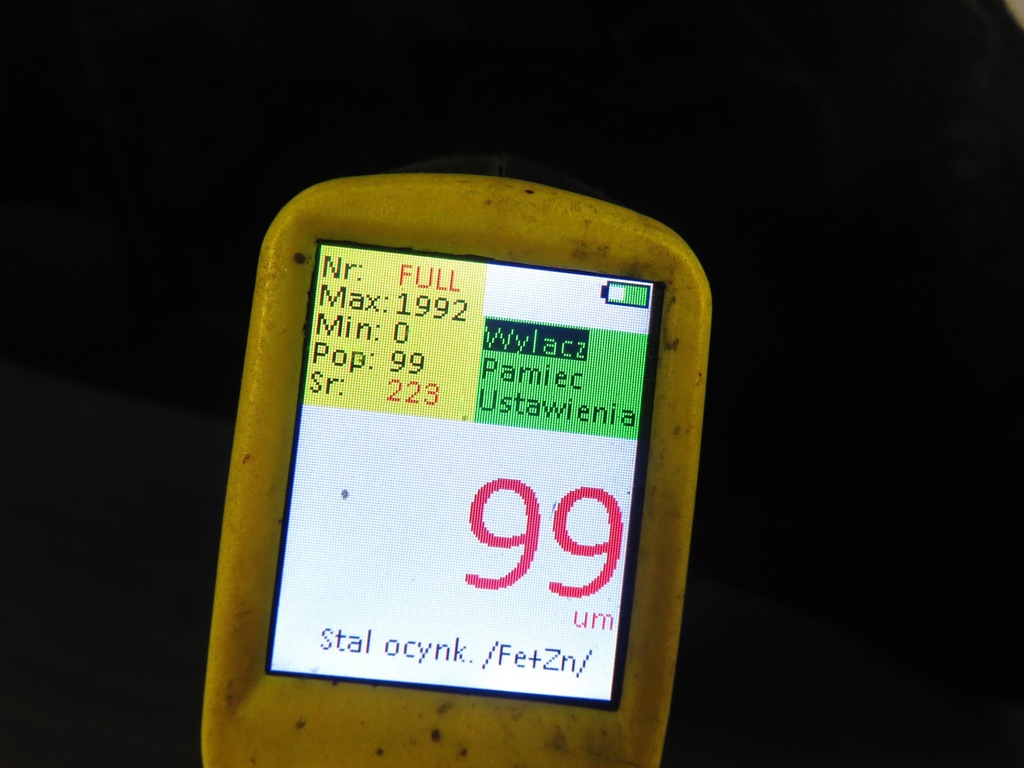 Nr: FULL
Max: 1992
Min: 0
Pop: 99
Sr: 223
Wylacz
Pamiec
Ustawienia
99
um
Stal ocynk. /Fe+Zn/